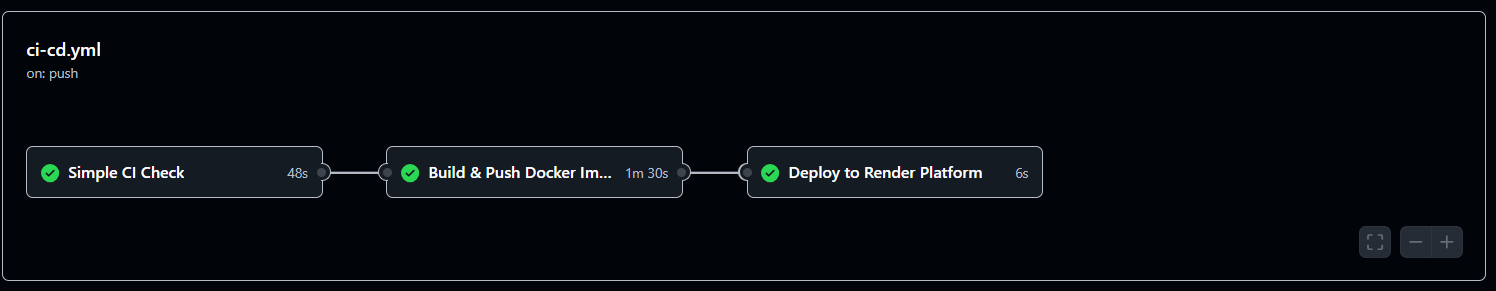 ci-cd.yml
on: push
Simple CI Check 48s
Build & Push Docker Im... 1m 30s
Deploy to Render Platform 6s